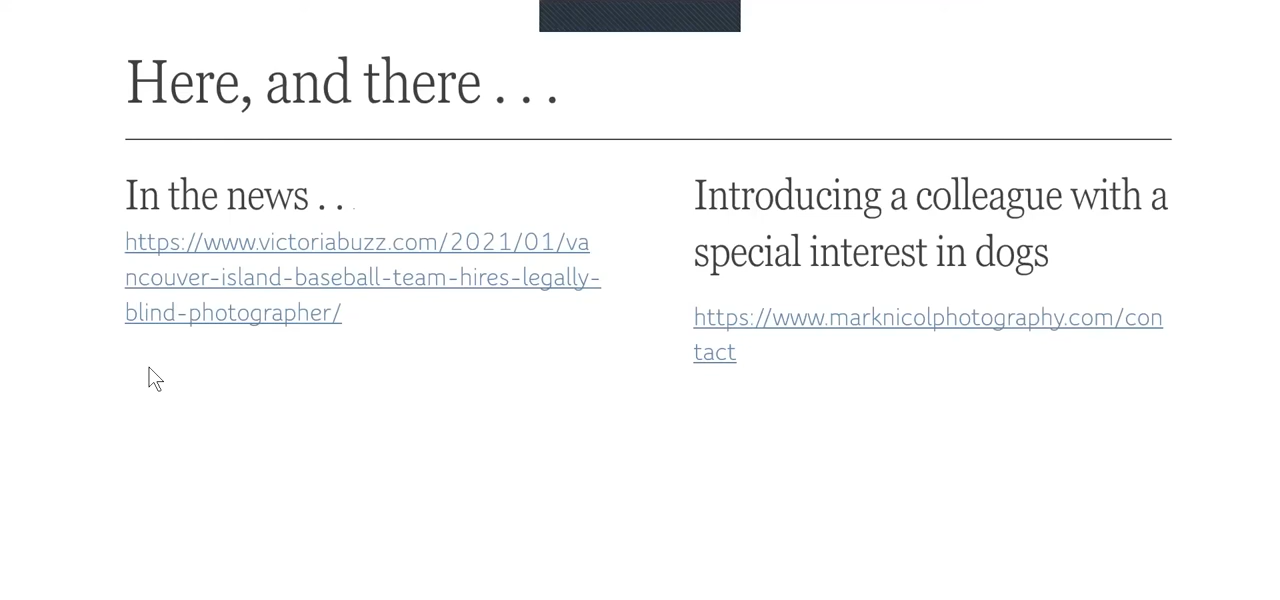 Here, and there . . .
In the news . . .
https://www.victoriabuzz.com/2021/01/va
ncouver-island-baseball-team-hires-legally-
blind-photographer/
Introducing a colleague with a
special interest in dogs
https://www.marknicolphotography.com/con
tact